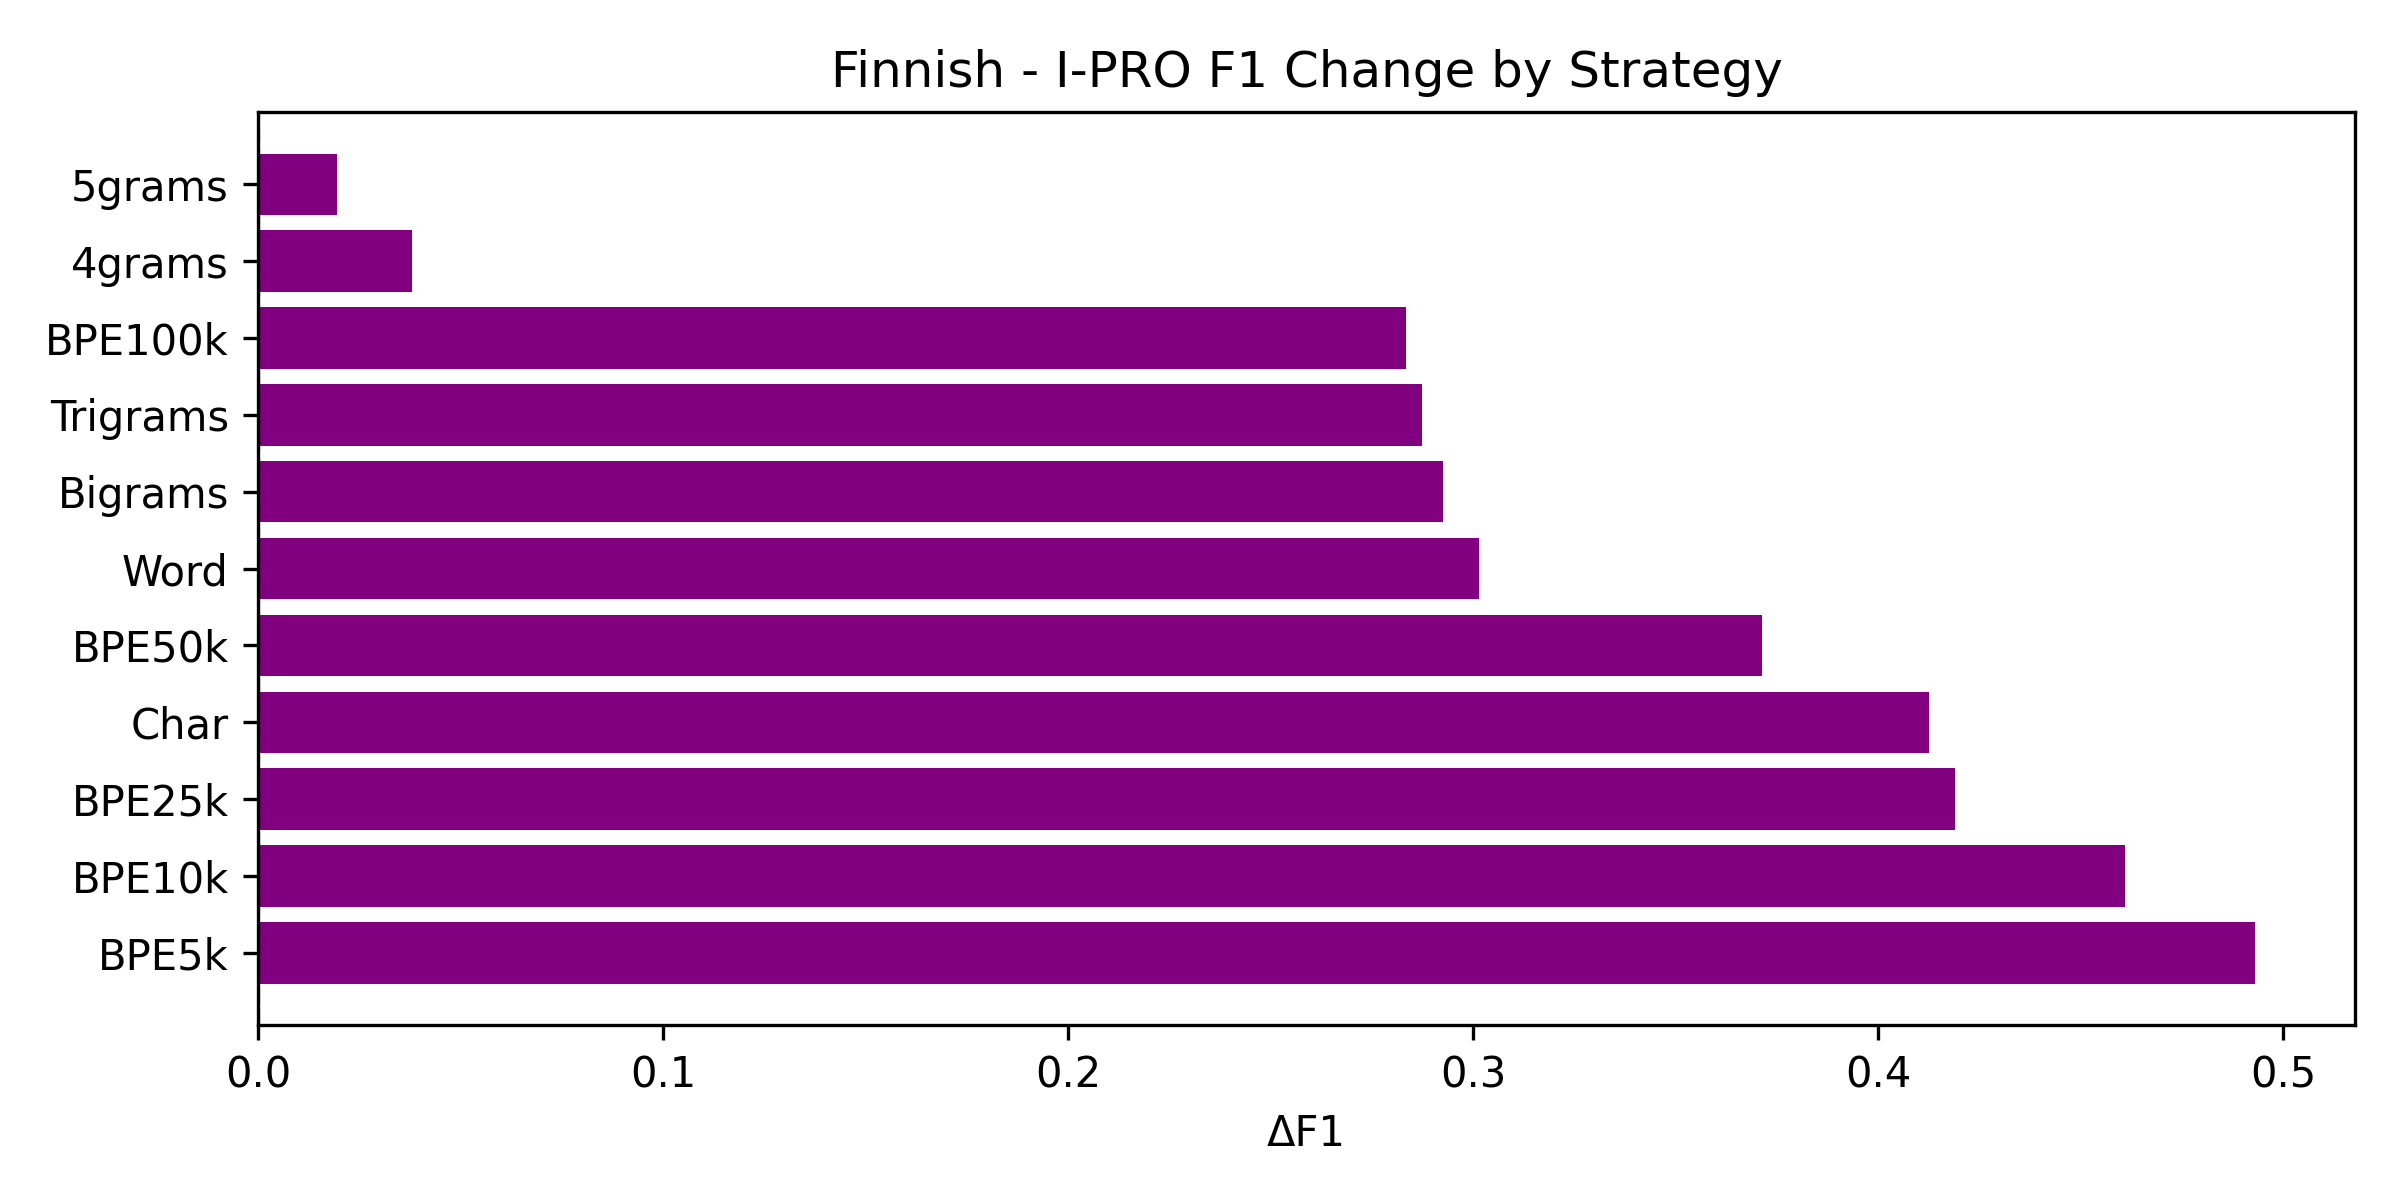 Finnish - I-PRO F1 Change by Strategy
5grams
4grams
BPE100k
Trigrams
Bigrams
Word
BPE50k
Char
BPE25k
BPE10k
BPE5k
0.0 0.1 0.2 0.3 0.4 0.5
ΔF1